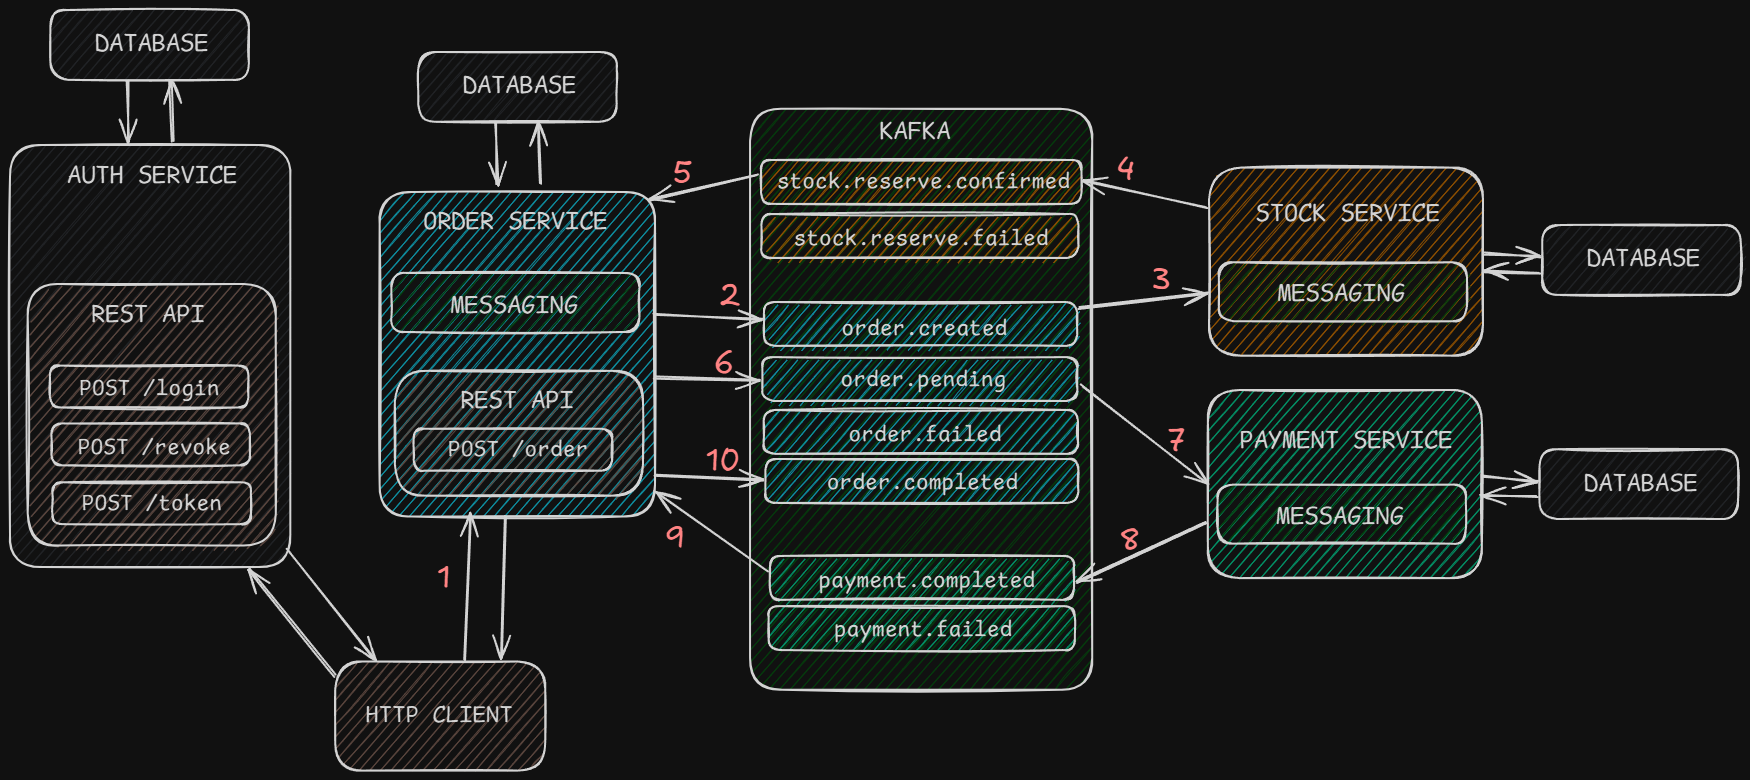 DATABASE
AUTH SERVICE
REST API
POST /login
POST /revoke
POST /token
DATABASE
ORDER SERVICE
MESSAGING
REST API
POST /order
1
HTTP CLIENT
5
2
6
10
9
KAFKA
stock.reserve.confirmed
stock.reserve.failed
order.created
order.pending
order.failed
order.completed
payment.completed
payment.failed
4
3
7
8
STOCK SERVICE
MESSAGING
DATABASE
PAYMENT SERVICE
MESSAGING
DATABASE